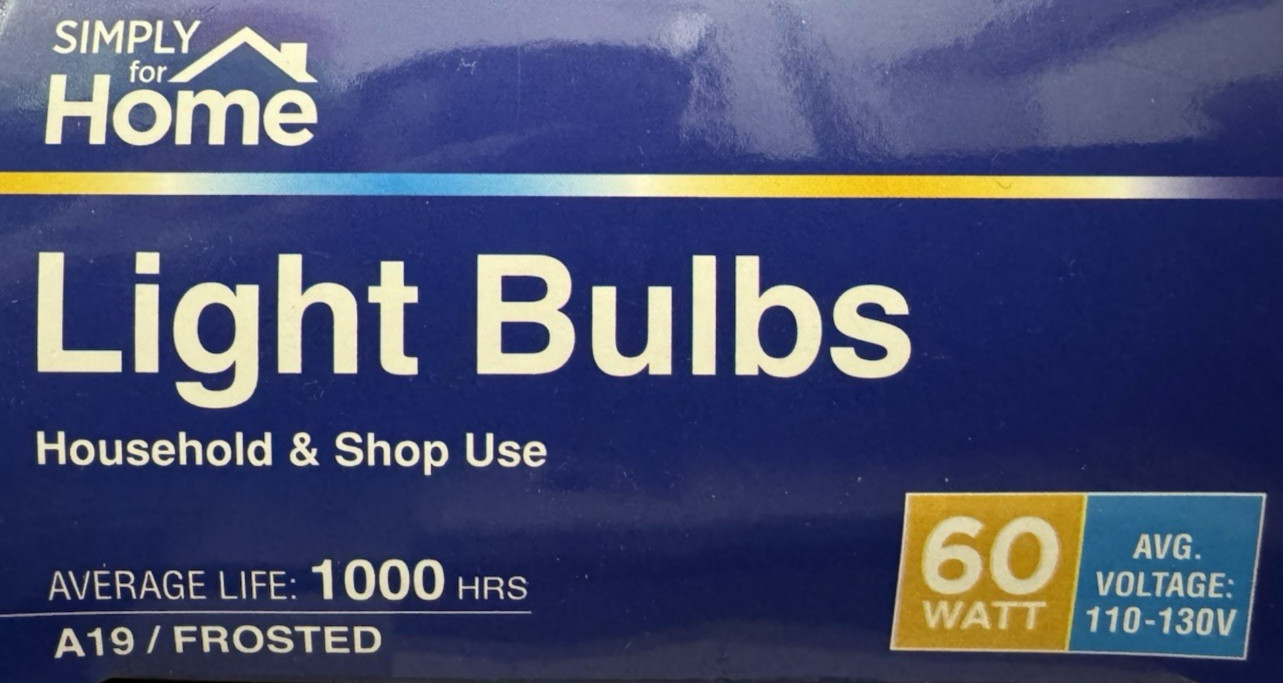 SIMPLY
for
Home
Light Bulbs
Household & Shop Use
AVERAGE LIFE: 1000 HRS
A19 / FROSTED
60
WATT
AVG.
VOLTAGE:
110-130V